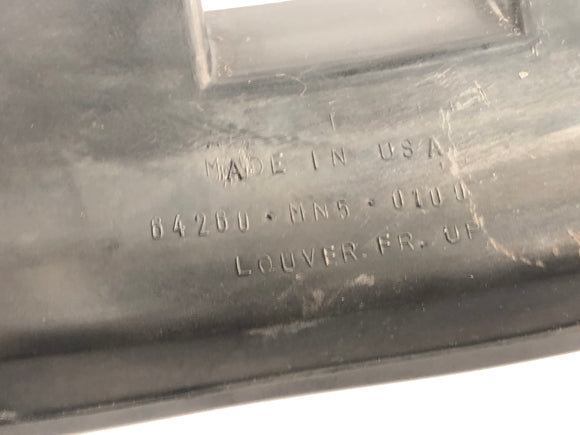 MADE IN USA
64260・MN5・0100
LOUVER. FR. UP